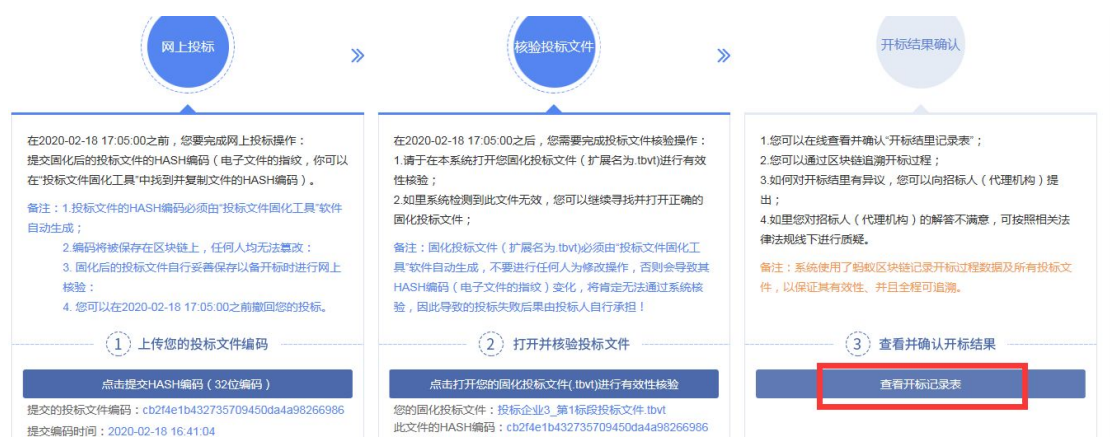 网上投标
在2020-02-18 17:05:00之前，您要完成网上投标操作：
提交固化后的投标文件的HASH编码（电子文件的指纹，你可以
在“投标文件固化工具”中找到并复制文件的HASH编码）。
备注：1.投标文件的HASH编码必须由“投标文件固化工具”软件
自动生成；
2.编码将被保存在区块链上，任何人均无法篡改：
3. 固化后的投标文件自行妥善保存以备开标时进行网上
核验：
4. 您可以在2020-02-18 17:05:00之前撤回您的投标。
1 上传您的投标文件编码
点击提交HASH编码（32位编码）
提交的投标文件编码：cb2f4e1b432735709450da4a98266986
提交编码时间：2020-02-18 16:41:04
核验投标文件
在2020-02-18 17:05:00之后，您需要完成投标文件核验操作：
1.请于在本系统打开您固化投标文件（扩展名为.tbvt)进行有效
性核验；
2.如里系统检测到此文件无效，您可以继续寻找并打开正确的
固化投标文件；
备注：固化投标文件（扩展名为.tbvt)必须由“投标文件固化工
具”软件自动生成，不要进行任何人为修改操作，否则会导致其
HASH编码（电子文件的指纹）变化，将肯定无法通过系统核
验，因此导致的投标失败后果由投标人自行承担！
2 打开并核验投标文件
点击打开您的固化投标文件(.tbvt)进行有效性核验
您的固化投标文件：投标企业3_第1标段投标文件.tbvt
此文件的HASH编码：cb2f4e1b432735709450da4a98266986
开标结果确认
1.您可以在线查看并确认“开标结里记录表”；
2.您可以通过区块链追溯开标过程；
3.如何对开标结里有异议，您可以向招标人（代理机构）提
出；
4.如里您对招标人（代理机构）的解答不满意，可按照相关法
律法规线下进行质疑。
备注：系统使用了蚂蚁区块链记录开标过程数据及所有投标文
件，以保证其有效性、并且全程可追溯。
3 查看并确认开标结果
查看开标记录表